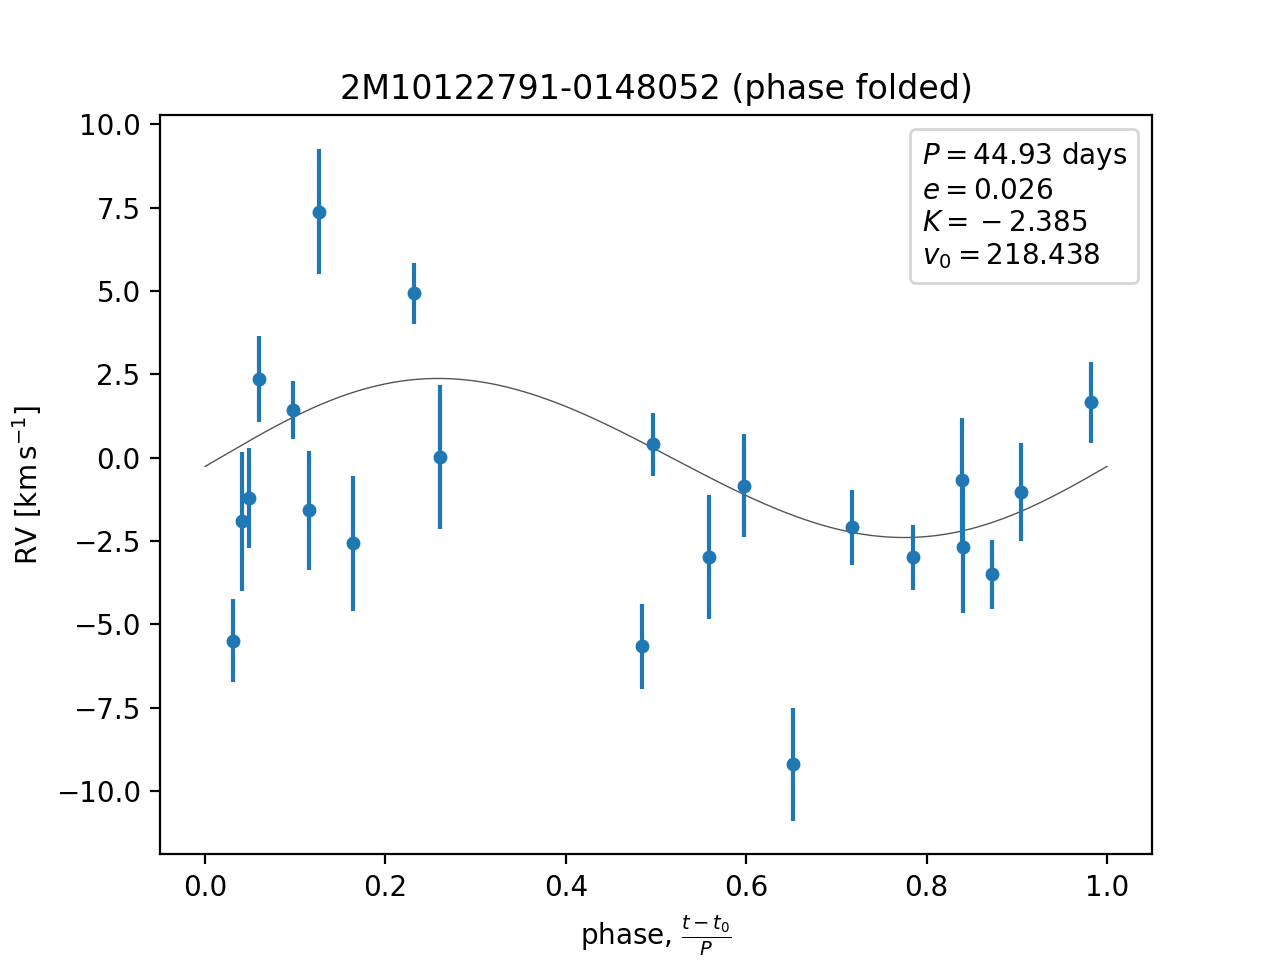 2M10122791-0148052 (phase folded)
P = 44.93 days
e = 0.026
K = −2.385
v₀ = 218.438
10.0
7.5
5.0
2.5
0.0
−2.5
−5.0
−7.5
−10.0
RV [km s⁻¹]
0.0 0.2 0.4 0.6 0.8 1.0
phase, (t − t₀)/P